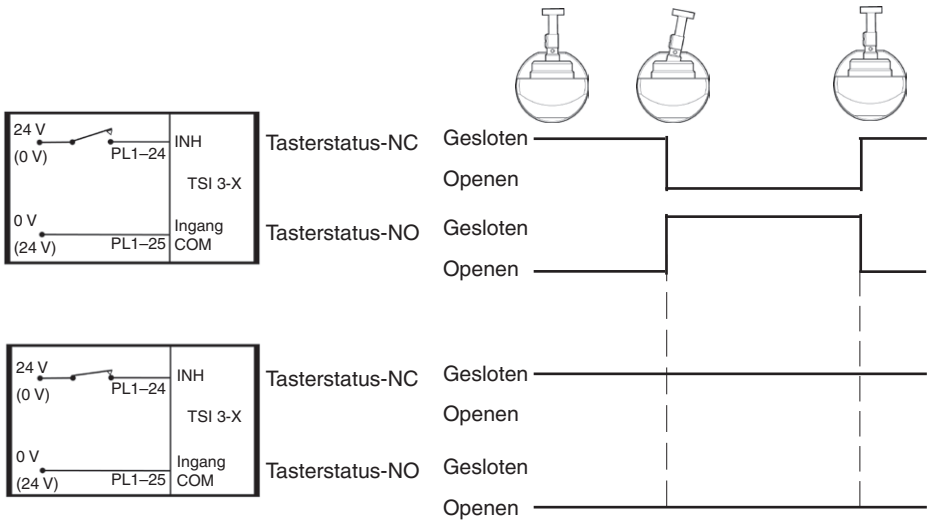 24 V
(0 V)
PL1–24
INH
TSI 3-X
0 V
(24 V)
PL1–25
Ingang
COM
Tasterstatus-NC
Gesloten
Openen
Tasterstatus-NO
Gesloten
Openen
24 V
(0 V)
PL1–24
INH
TSI 3-X
0 V
(24 V)
PL1–25
Ingang
COM
Tasterstatus-NC
Gesloten
Openen
Tasterstatus-NO
Gesloten
Openen